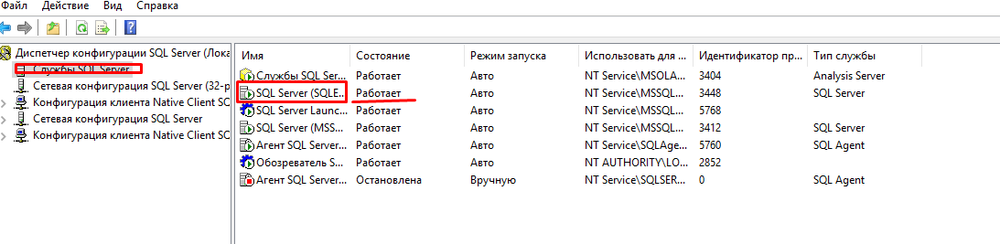 Файл Действие Вид Справка
Диспетчер конфигурации SQL Server (Лока
Службы SQL Server
Сетевая конфигурация SQL Server (32-р
Конфигурация клиента Native Client SQ
Сетевая конфигурация SQL Server
Конфигурация клиента Native Client SQ
Имя Состояние Режим запуска Использовать для ... Идентификатор пр... Тип службы
Службы SQL Ser... Работает Авто NT Service\MSOLA... 3404 Analysis Server
SQL Server (SQLE... Работает Авто NT Service\MSSQL... 3448 SQL Server
SQL Server Launc... Работает Авто NT Service\MSSQL... 5768
SQL Server (MSS... Работает Авто NT Service\MSSQL... 3412 SQL Server
Агент SQL Server... Работает Авто NT Service\SQLAge... 5760 SQL Agent
Обозреватель S... Работает Авто NT AUTHORITY\LO... 2852
Агент SQL Server... Остановлена Вручную NT Service\SQLSER... 0 SQL Agent